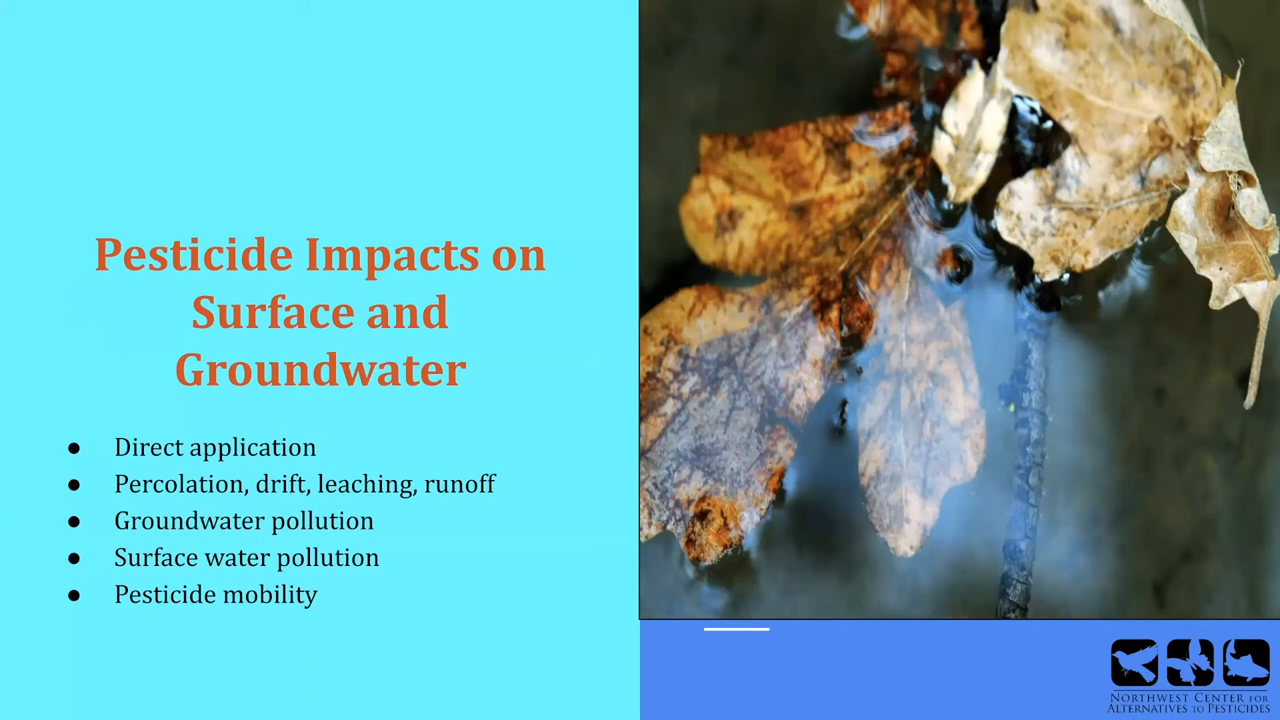 Pesticide Impacts on
Surface and
Groundwater
● Direct application
● Percolation, drift, leaching, runoff
● Groundwater pollution
● Surface water pollution
● Pesticide mobility
NORTHWEST CENTER FOR
ALTERNATIVES TO PESTICIDES